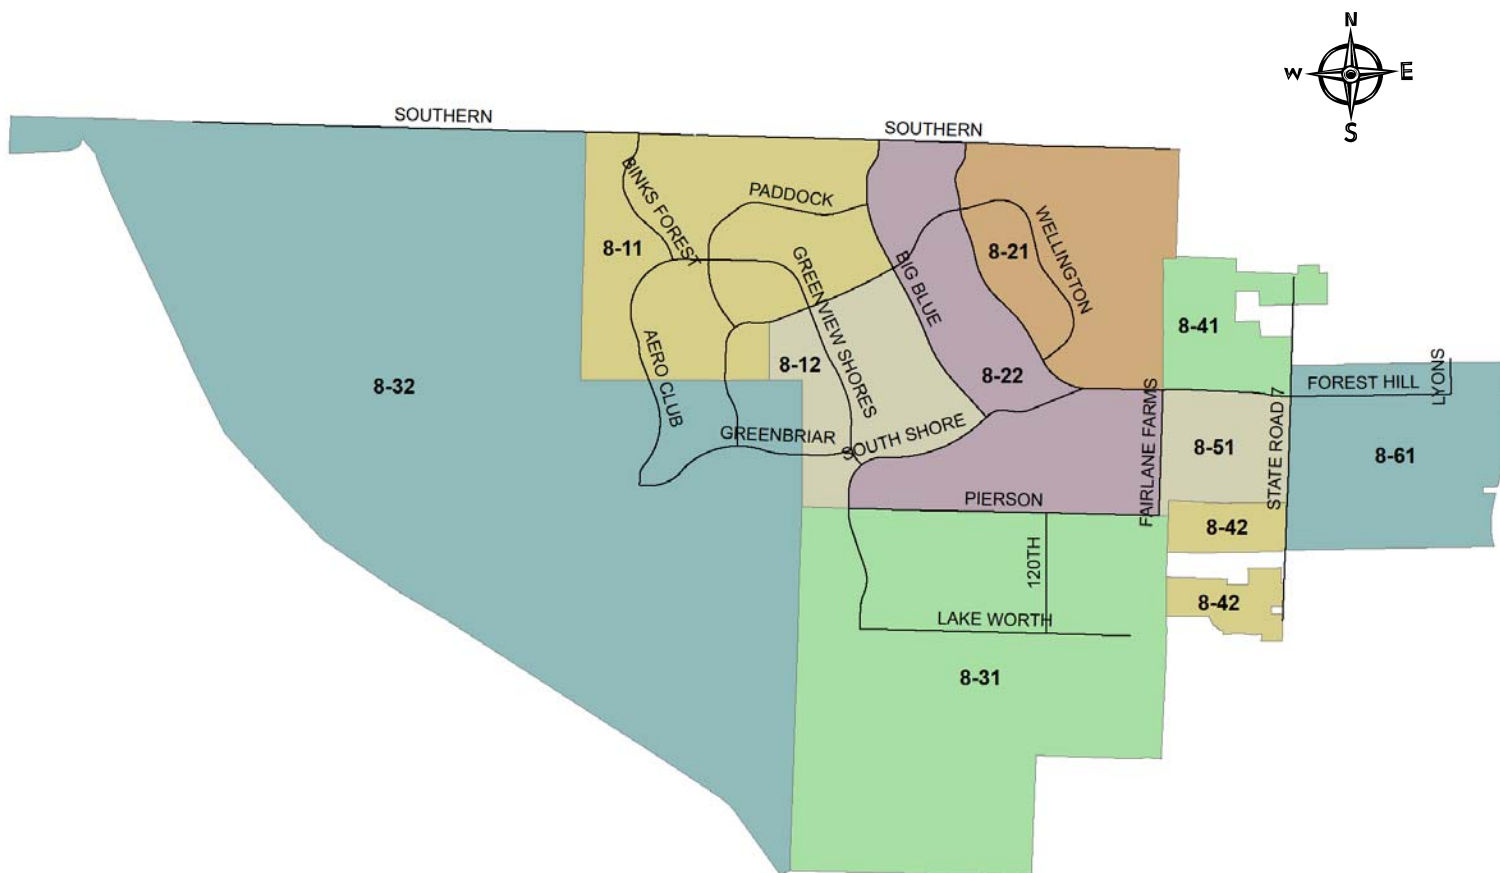 N
W
E
S
SOUTHERN
SOUTHERN
BINKS FOREST
PADDOCK
WELLINGTON
8-11
8-21
GREENVIEW SHORES
BIG BLUE
8-41
AERO CLUB
8-12
8-22
8-32
FOREST HILL
LYONS
FAIRLANE FARMS
STATE ROAD 7
GREENBRIAR
SOUTH SHORE
8-51
8-61
PIERSON
8-42
120TH
8-42
LAKE WORTH
8-31